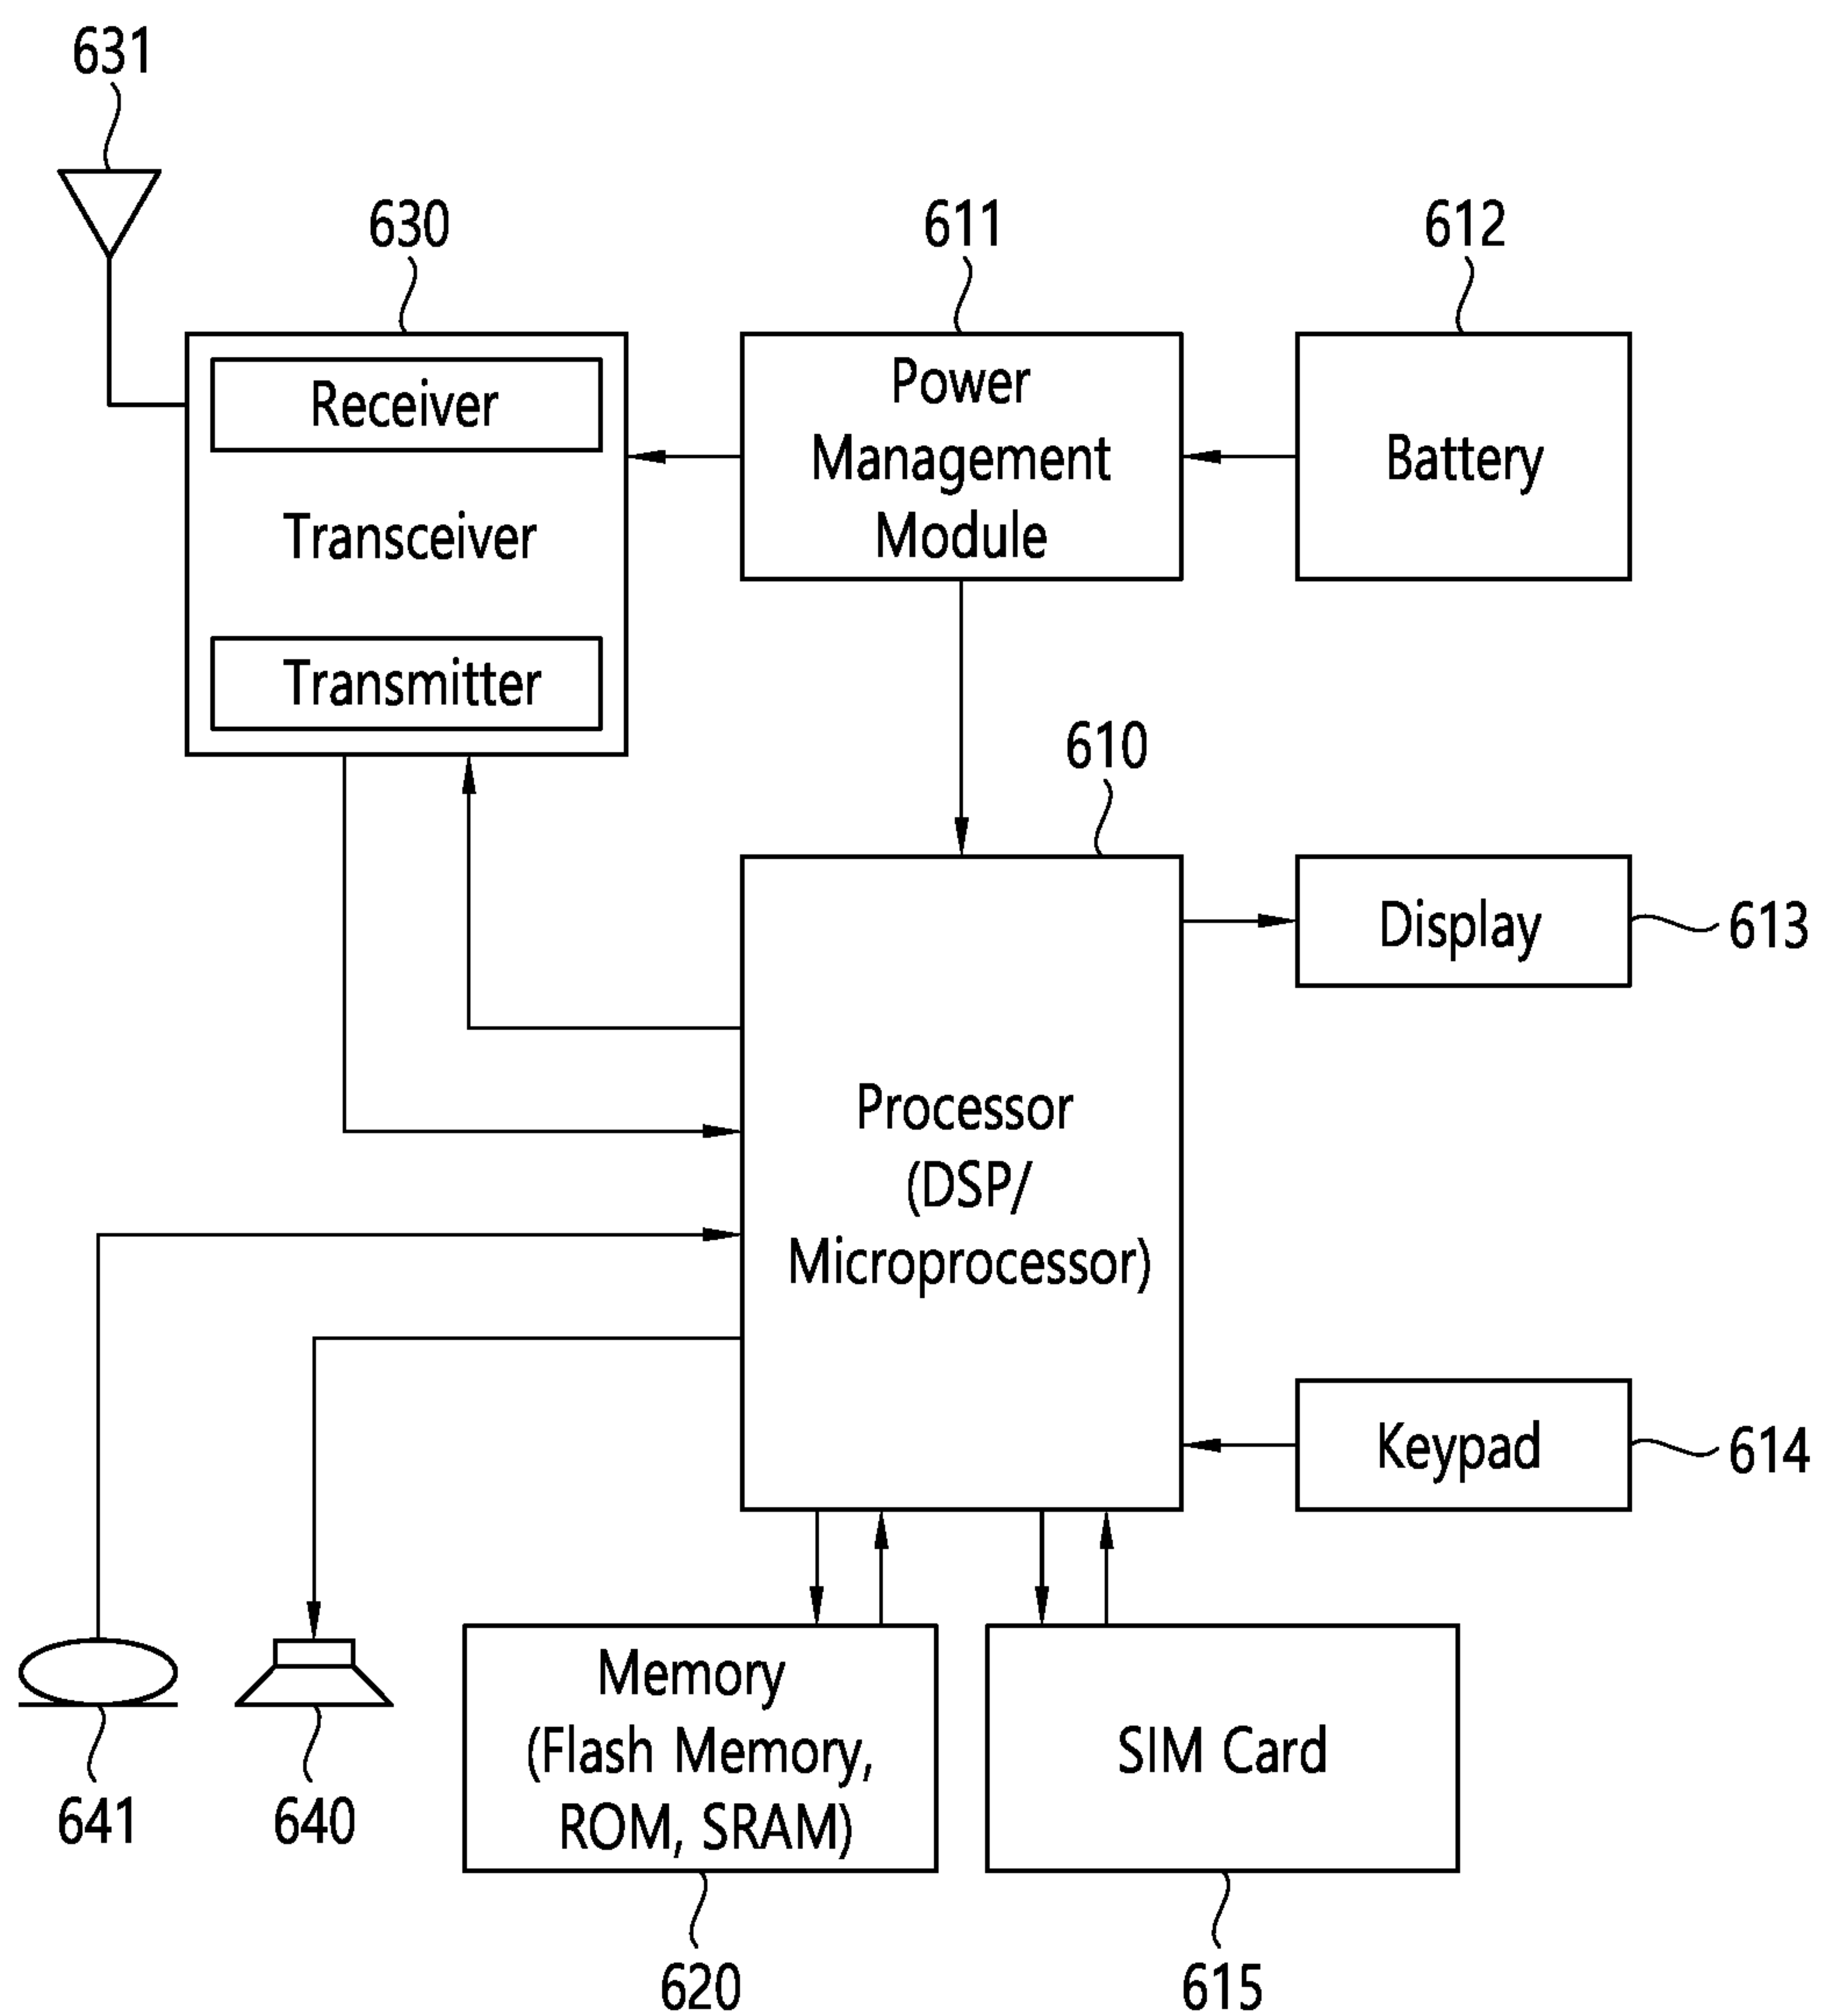 631
630
611
612
Receiver
Transceiver
Transmitter
Power
Management
Module
Battery
610
Processor
(DSP/
Microprocessor)
Display
613
Keypad
614
641
640
Memory
(Flash Memory,
ROM, SRAM)
SIM Card
620
615